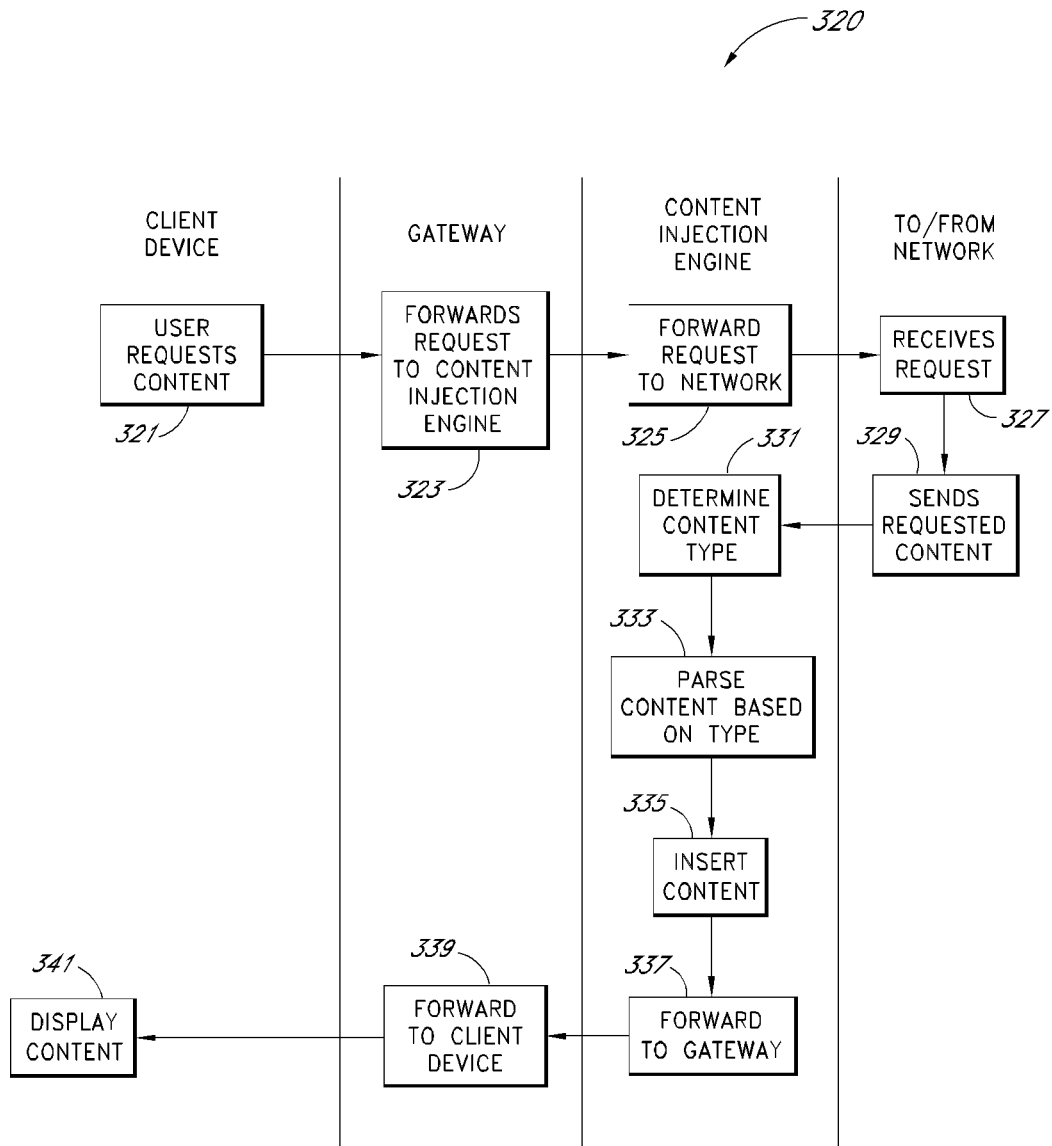 320
CLIENT
DEVICE
GATEWAY
CONTENT
INJECTION
ENGINE
TO/FROM
NETWORK
USER
REQUESTS
CONTENT
321
FORWARDS
REQUEST
TO CONTENT
INJECTION
ENGINE
323
FORWARD
REQUEST
TO NETWORK
325
RECEIVES
REQUEST
327
329
SENDS
REQUESTED
CONTENT
331
DETERMINE
CONTENT
TYPE
333
PARSE
CONTENT BASED
ON TYPE
335
INSERT
CONTENT
337
FORWARD
TO GATEWAY
339
FORWARD
TO CLIENT
DEVICE
341
DISPLAY
CONTENT